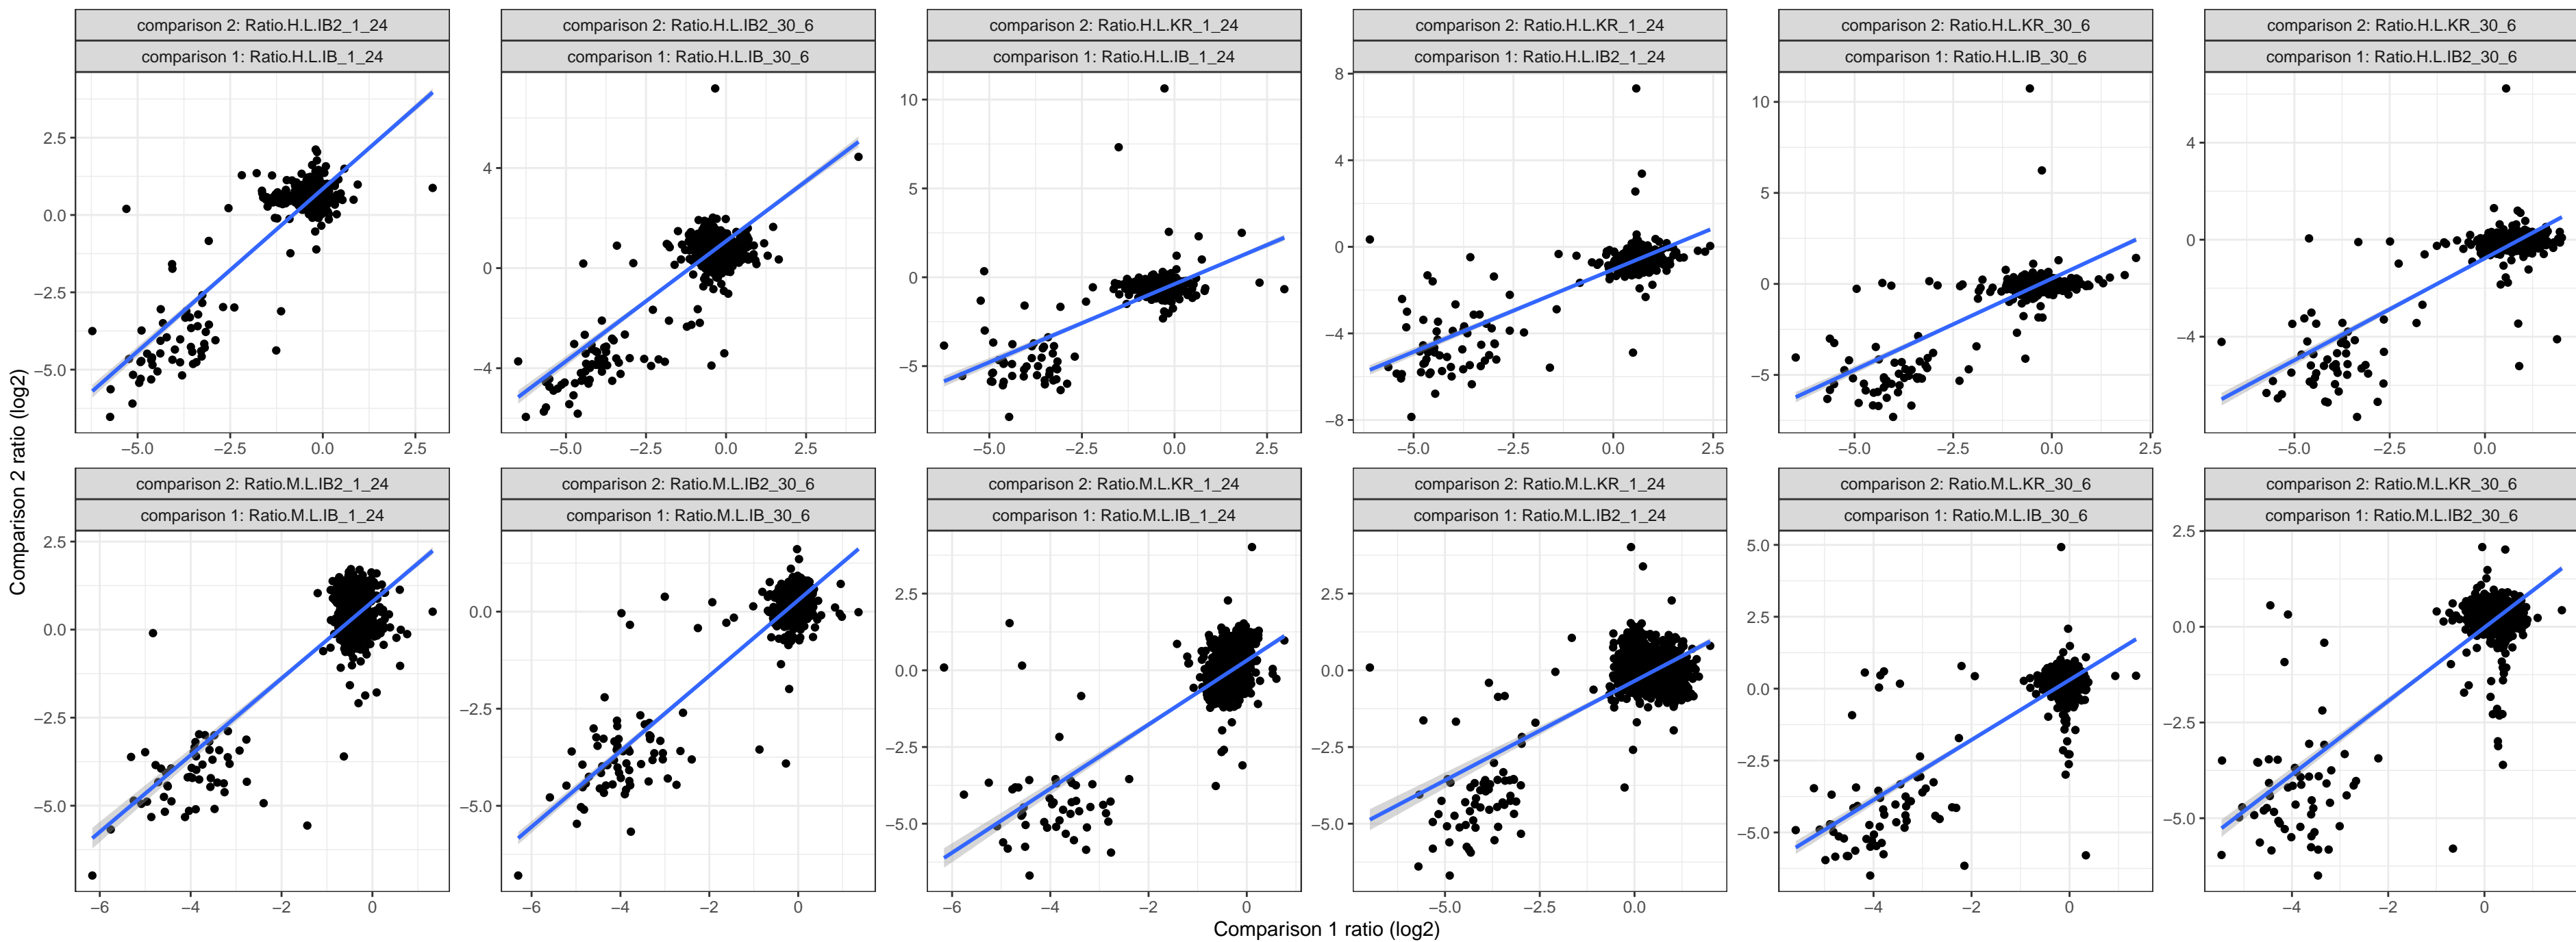 comparison 2: Ratio.H.L.IB2_1_24
comparison 1: Ratio.H.L.IB_1_24
2.5
0.0
−2.5
−5.0
−5.0 −2.5 0.0 2.5
comparison 2: Ratio.H.L.IB2_30_6
comparison 1: Ratio.H.L.IB_30_6
4
0
−4
−5.0 −2.5 0.0 2.5
comparison 2: Ratio.H.L.KR_1_24
comparison 1: Ratio.H.L.IB_1_24
10
5
0
−5
−5.0 −2.5 0.0 2.5
comparison 2: Ratio.H.L.KR_1_24
comparison 1: Ratio.H.L.IB2_1_24
8
4
0
−4
−8
−5.0 −2.5 0.0 2.5
comparison 2: Ratio.H.L.KR_30_6
comparison 1: Ratio.H.L.IB_30_6
10
5
0
−5
−5.0 −2.5 0.0 2.5
comparison 2: Ratio.H.L.KR_30_6
comparison 1: Ratio.H.L.IB2_30_6
4
0
−4
−5.0 −2.5 0.0
comparison 2: Ratio.M.L.IB2_1_24
comparison 1: Ratio.M.L.IB_1_24
2.5
0.0
−2.5
−5.0
−6 −4 −2 0
comparison 2: Ratio.M.L.IB2_30_6
comparison 1: Ratio.M.L.IB_30_6
0.0
−2.5
−5.0
−6 −4 −2 0
comparison 2: Ratio.M.L.KR_1_24
comparison 1: Ratio.M.L.IB_1_24
2.5
0.0
−2.5
−5.0
−6 −4 −2 0
comparison 2: Ratio.M.L.KR_1_24
comparison 1: Ratio.M.L.IB2_1_24
2.5
0.0
−2.5
−5.0
−5.0 −2.5 0.0
comparison 2: Ratio.M.L.KR_30_6
comparison 1: Ratio.M.L.IB_30_6
5.0
2.5
0.0
−2.5
−5.0
−4 −2 0
comparison 2: Ratio.M.L.KR_30_6
comparison 1: Ratio.M.L.IB2_30_6
2.5
0.0
−2.5
−5.0
−4 −2 0
Comparison 2 ratio (log2)
Comparison 1 ratio (log2)